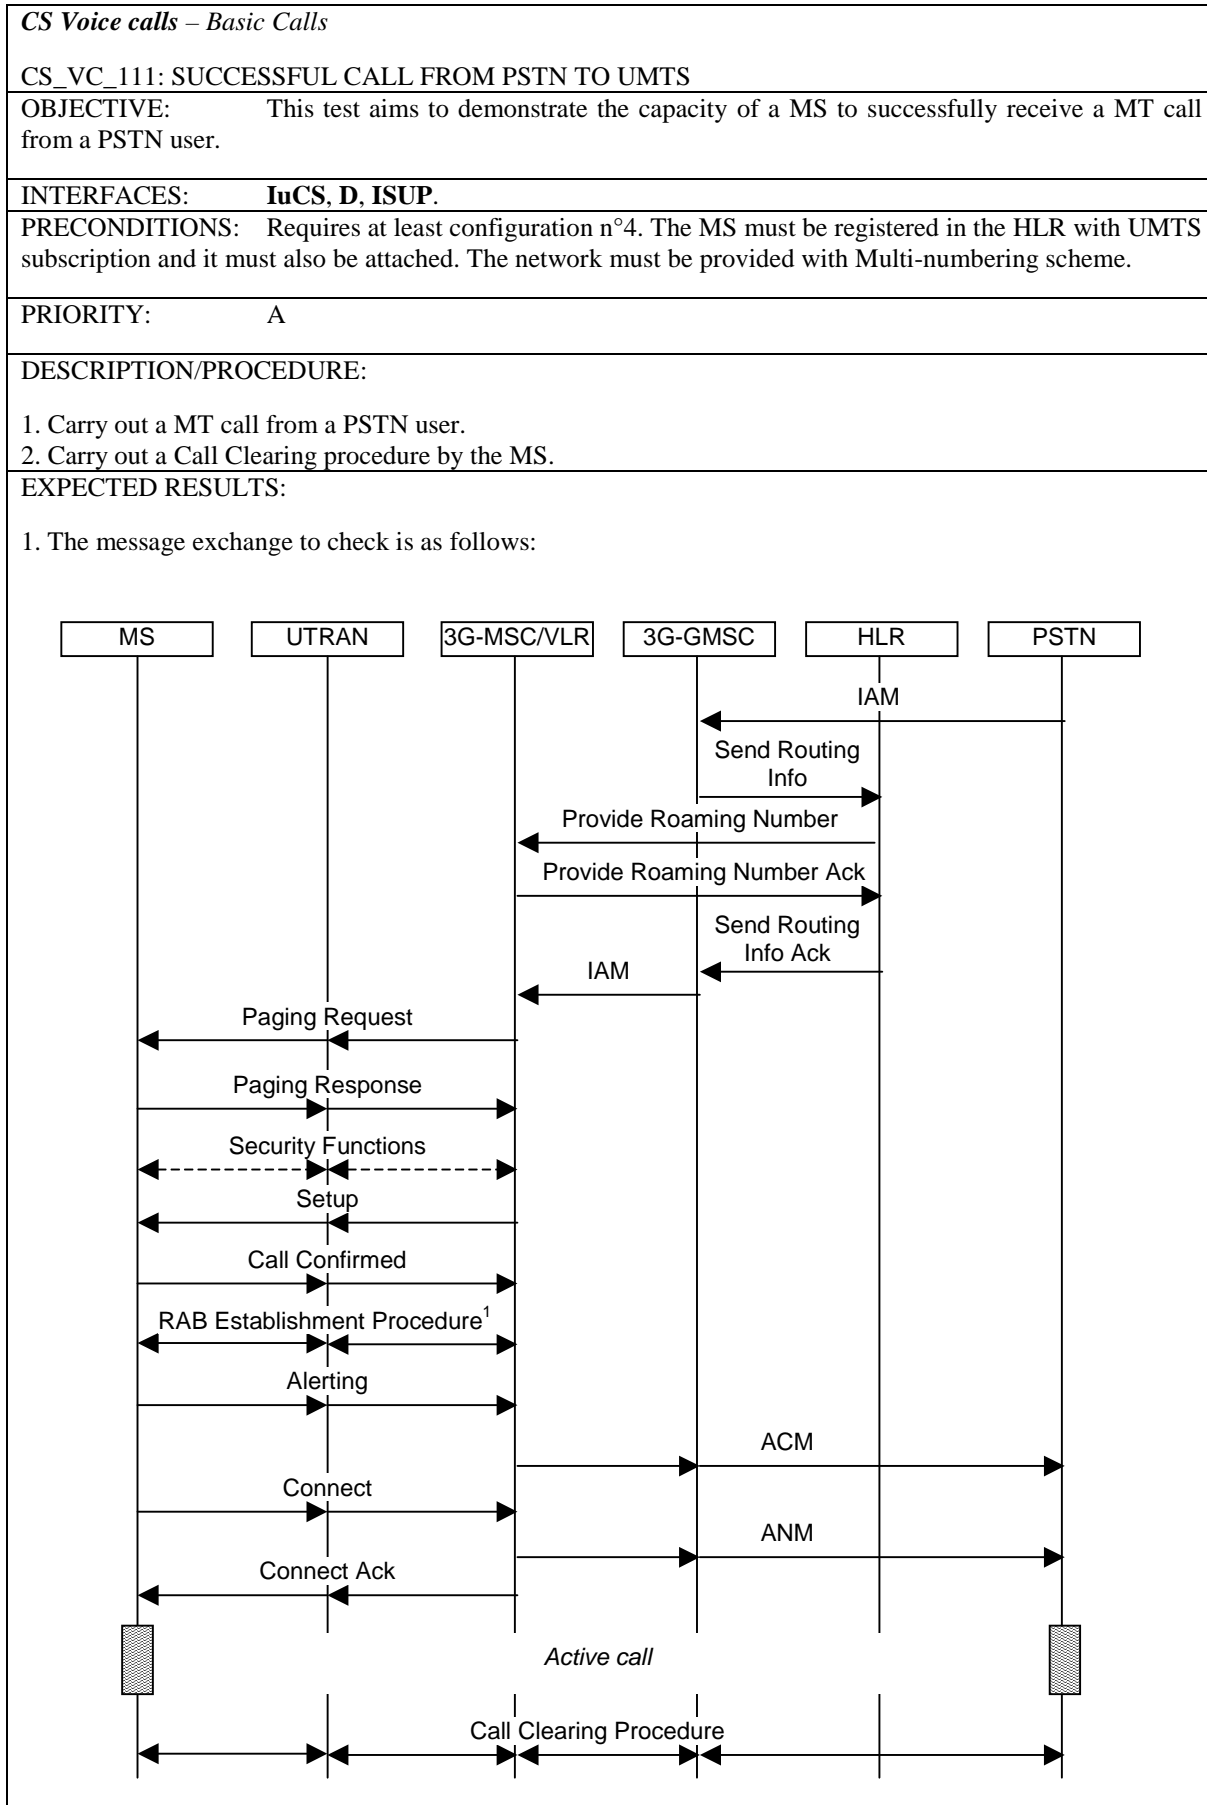 CS Voice calls – Basic Calls
CS_VC_111: SUCCESSFUL CALL FROM PSTN TO UMTS
OBJECTIVE: This test aims to demonstrate the capacity of a MS to successfully receive a MT call
from a PSTN user.
INTERFACES: IuCS, D, ISUP.
PRECONDITIONS: Requires at least configuration n°4. The MS must be registered in the HLR with UMTS
subscription and it must also be attached. The network must be provided with Multi-numbering scheme.
PRIORITY: A
DESCRIPTION/PROCEDURE:
1. Carry out a MT call from a PSTN user.
2. Carry out a Call Clearing procedure by the MS.
EXPECTED RESULTS:
1. The message exchange to check is as follows:
MS UTRAN 3G-MSC/VLR 3G-GMSC HLR PSTN
IAM
Send Routing
Info
Provide Roaming Number
Provide Roaming Number Ack
Send Routing
Info Ack
IAM
Paging Request
Paging Response
Security Functions
Setup
Call Confirmed
RAB Establishment Procedure1
Alerting
ACM
Connect
ANM
Connect Ack
Active call
Call Clearing Procedure